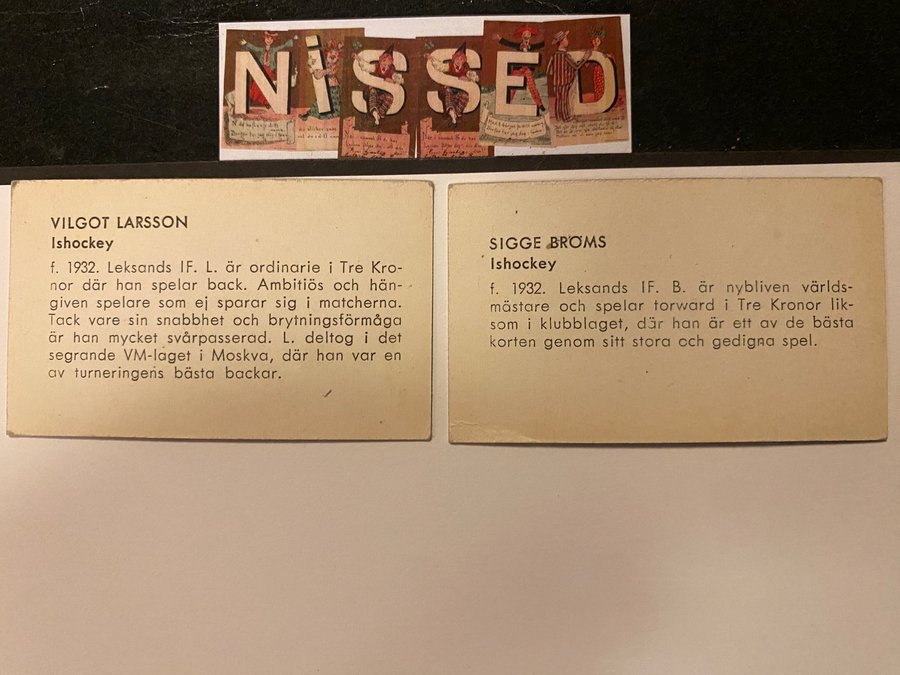 NiSSED
VILGOT LARSSON
Ishockey
f. 1932. Leksands IF. L. är ordinarie i Tre Kro-
nor där han spelar back. Ambitiös och hän-
given spelare som ej sparar sig i matcherna.
Tack vare sin snabbhet och brytningsförmåga
är han mycket svårpasserad. L. deltog i det
segrande VM-laget i Moskva, där han var en
av turneringens bästa backar.
SIGGE BRÖMS
Ishockey
f. 1932. Leksands IF. B. är nybliven världs-
mästare och spelar forward i Tre Kronor lik-
som i klubblaget, där han är ett av de bästa
korten genom sitt stora och gedigna spel.